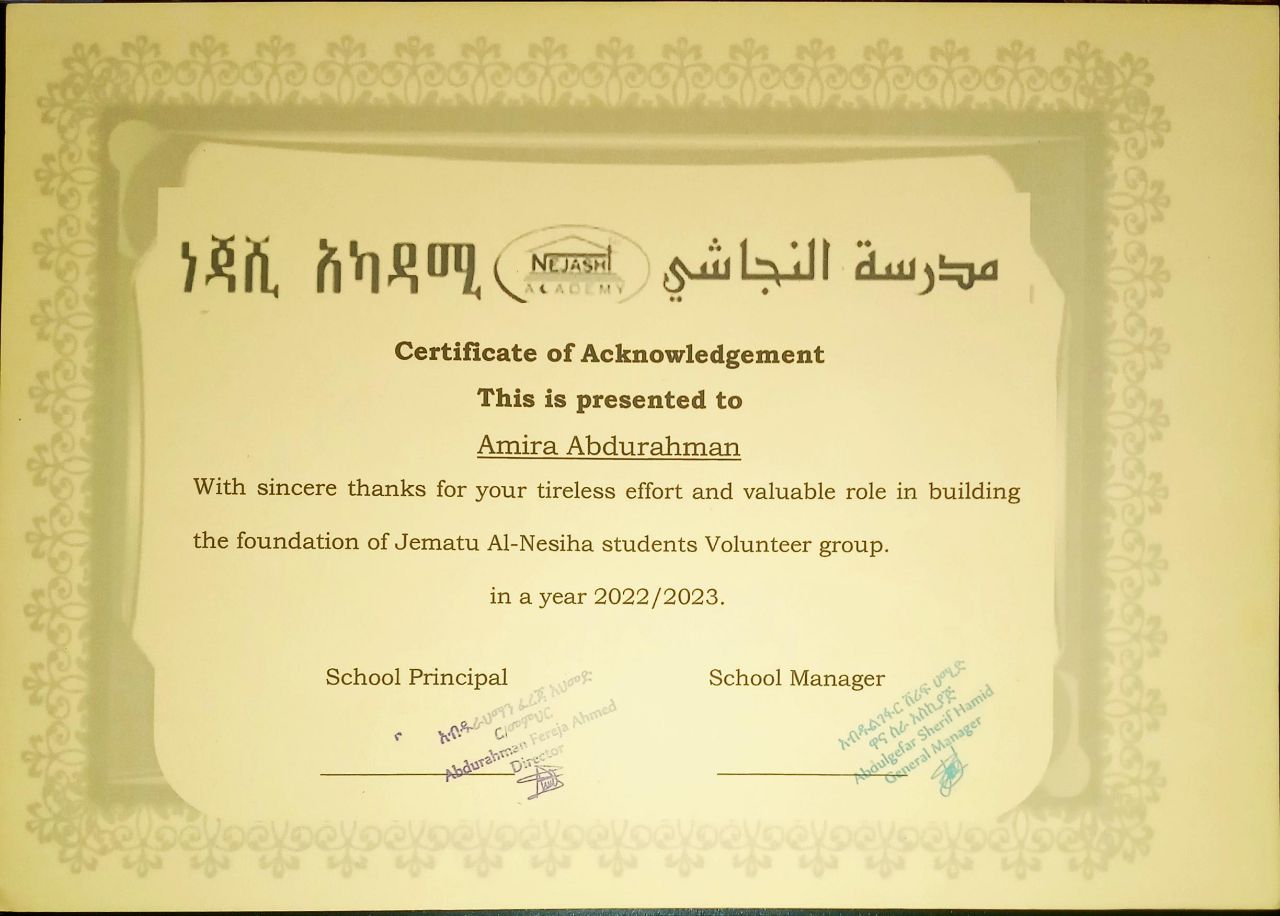 ነጃሺ አካዳሚ NEJASHI ACADEMY مدرسة النجاشي
Certificate of Acknowledgement
This is presented to
Amira Abdurahman
With sincere thanks for your tireless effort and valuable role in building
the foundation of Jematu Al-Nesiha students Volunteer group.
in a year 2022/2023.
School Principal
አብዱራህማን ፈረጃ አህመድ
ር/መምህር
Abdurahman Fereja Ahmed
Director
School Manager
አብዱልገፋር ሸሪፍ ሀሚድ
ዋና ስራ አስኪያጅ
Abdulgefar Sherif Hamid
General Manager